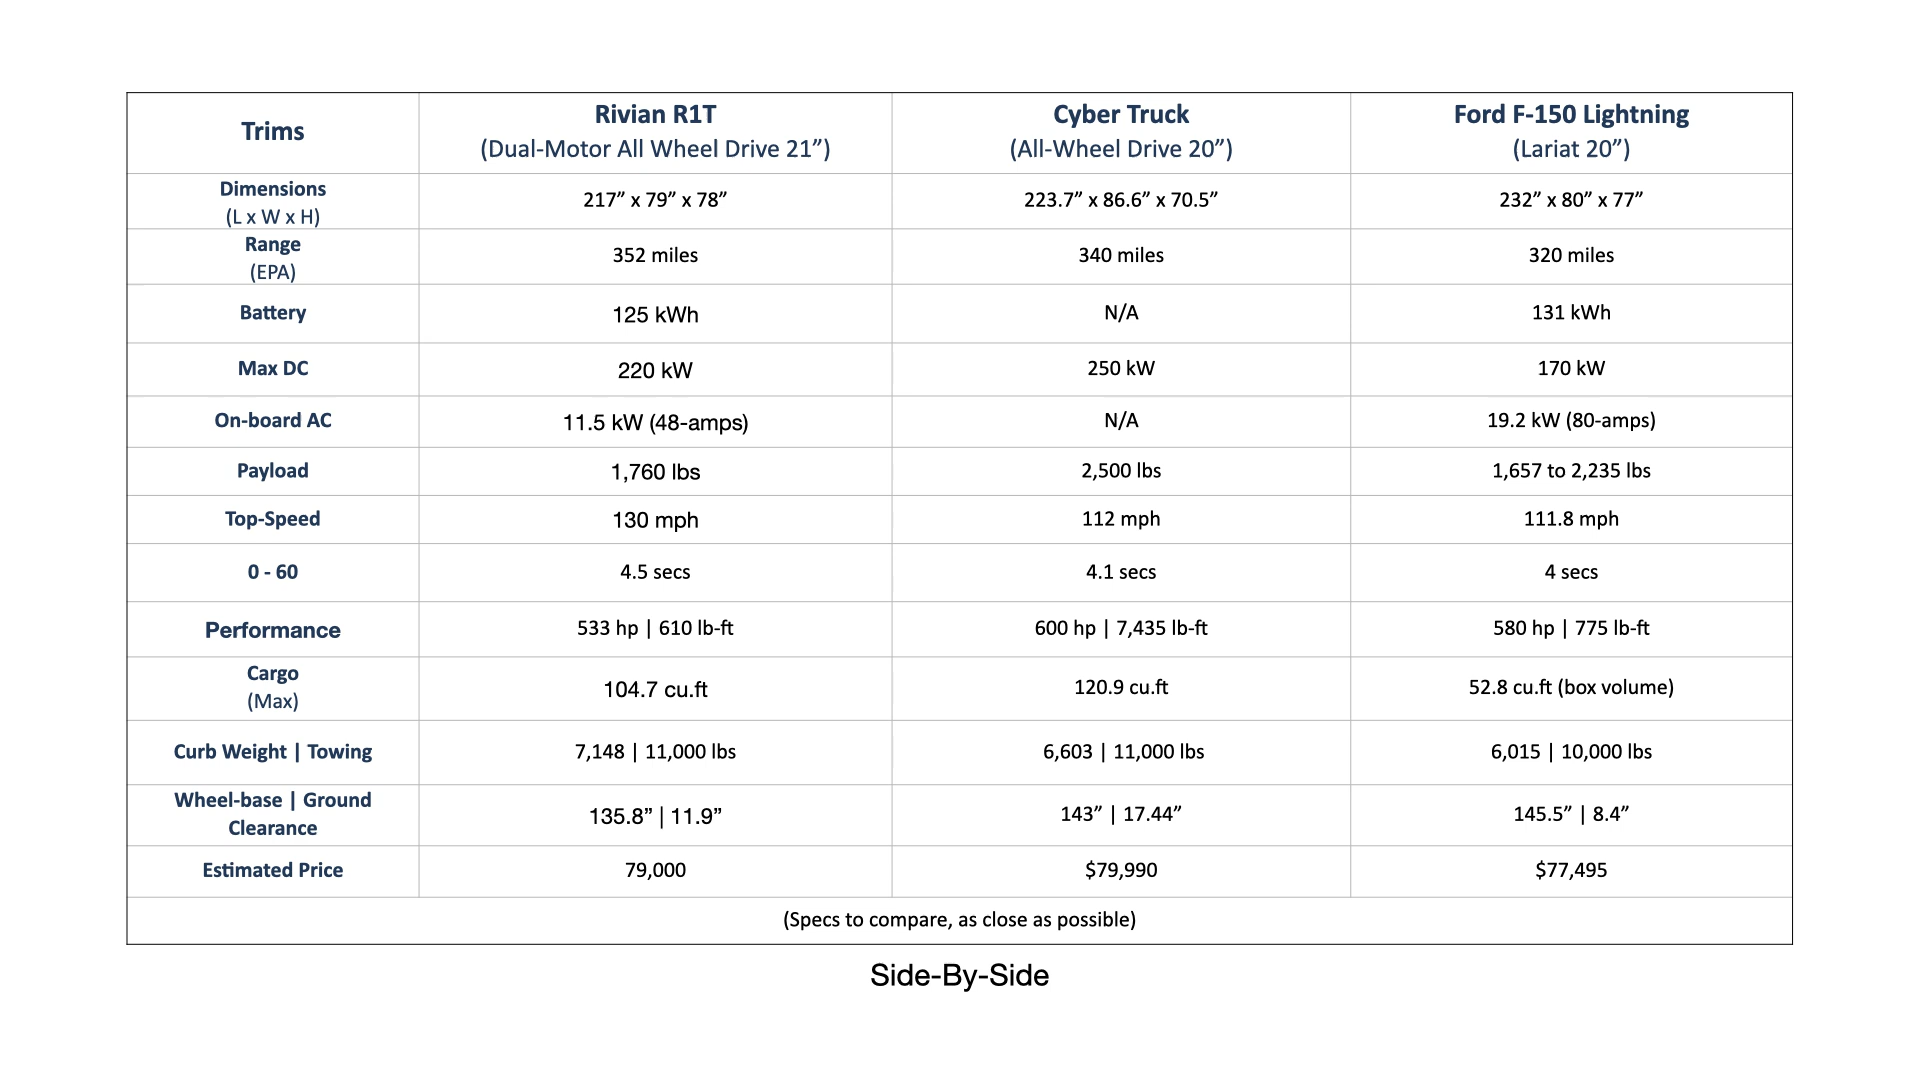 Trims
Rivian R1T
(Dual-Motor All Wheel Drive 21”)
Cyber Truck
(All-Wheel Drive 20”)
Ford F-150 Lightning
(Lariat 20”)
Dimensions
(L x W x H)
217” x 79” x 78”
223.7” x 86.6” x 70.5”
232” x 80” x 77”
Range
(EPA)
352 miles
340 miles
320 miles
Battery
125 kWh
N/A
131 kWh
Max DC
220 kW
250 kW
170 kW
On-board AC
11.5 kW (48-amps)
N/A
19.2 kW (80-amps)
Payload
1,760 lbs
2,500 lbs
1,657 to 2,235 lbs
Top-Speed
130 mph
112 mph
111.8 mph
0 - 60
4.5 secs
4.1 secs
4 secs
Performance
533 hp | 610 lb-ft
600 hp | 7,435 lb-ft
580 hp | 775 lb-ft
Cargo
(Max)
104.7 cu.ft
120.9 cu.ft
52.8 cu.ft (box volume)
Curb Weight | Towing
7,148 | 11,000 lbs
6,603 | 11,000 lbs
6,015 | 10,000 lbs
Wheel-base | Ground
Clearance
135.8” | 11.9”
143” | 17.44”
145.5” | 8.4”
Estimated Price
79,000
$79,990
$77,495
(Specs to compare, as close as possible)
Side-By-Side